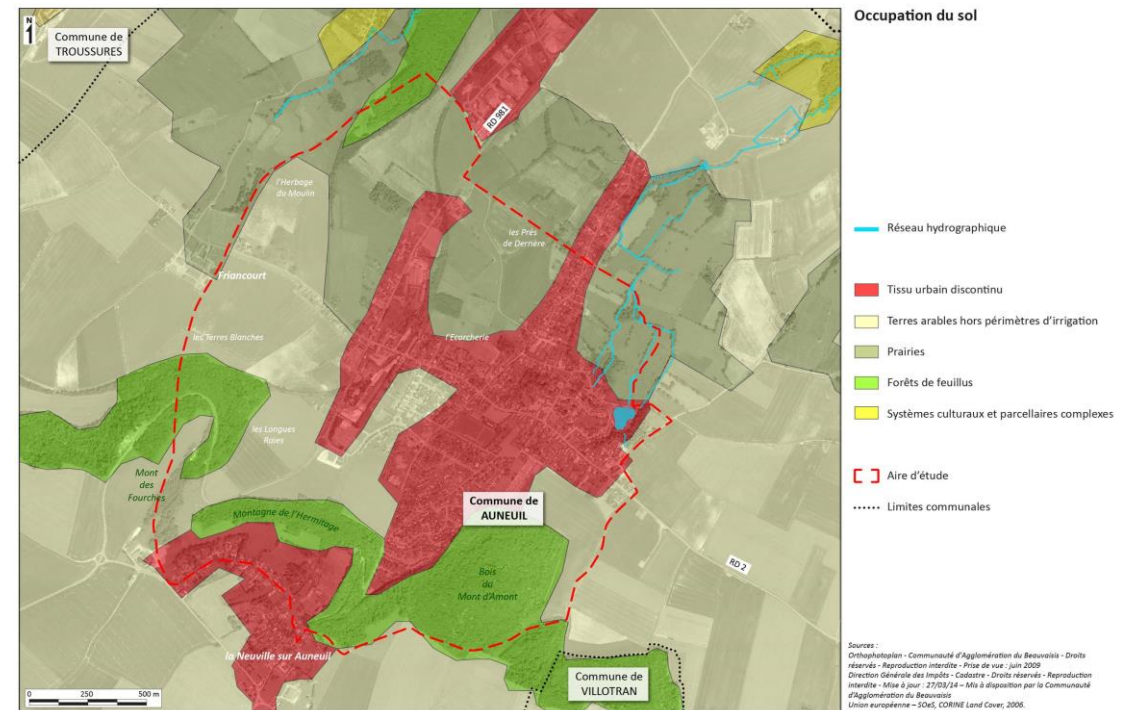 Occupation du sol
N
1
Commune de
TROUSSURES
RD 981
l'Herbage
du Moulin
les Prés
de Derrière
Friancourt
les Terres Blanches
l'Ecorcherie
les Longues
Raies
Mont
des
Fourches
Montagne de l'Hermitage
Commune de
AUNEUIL
Bois
du
Mont d'Amont
RD 2
la Neuville sur Auneuil
Commune de
VILLOTRAN
0 250 500 m
Réseau hydrographique
Tissu urbain discontinu
Terres arables hors périmètres d'irrigation
Prairies
Forêts de feuillus
Systèmes culturaux et parcellaires complexes
Aire d'étude
Limites communales
Sources :
Orthophotoplan - Communauté d'Agglomération du Beauvaisis - Droits
réservés - Reproduction interdite - Prise de vue : juin 2009
Direction Générale des Impôts - Cadastre - Droits réservés - Reproduction
interdite - Mise à jour : 27/03/14 – Mis à disposition par la Communauté
d'Agglomération du Beauvaisis
Union européenne – SOeS, CORINE Land Cover, 2006.